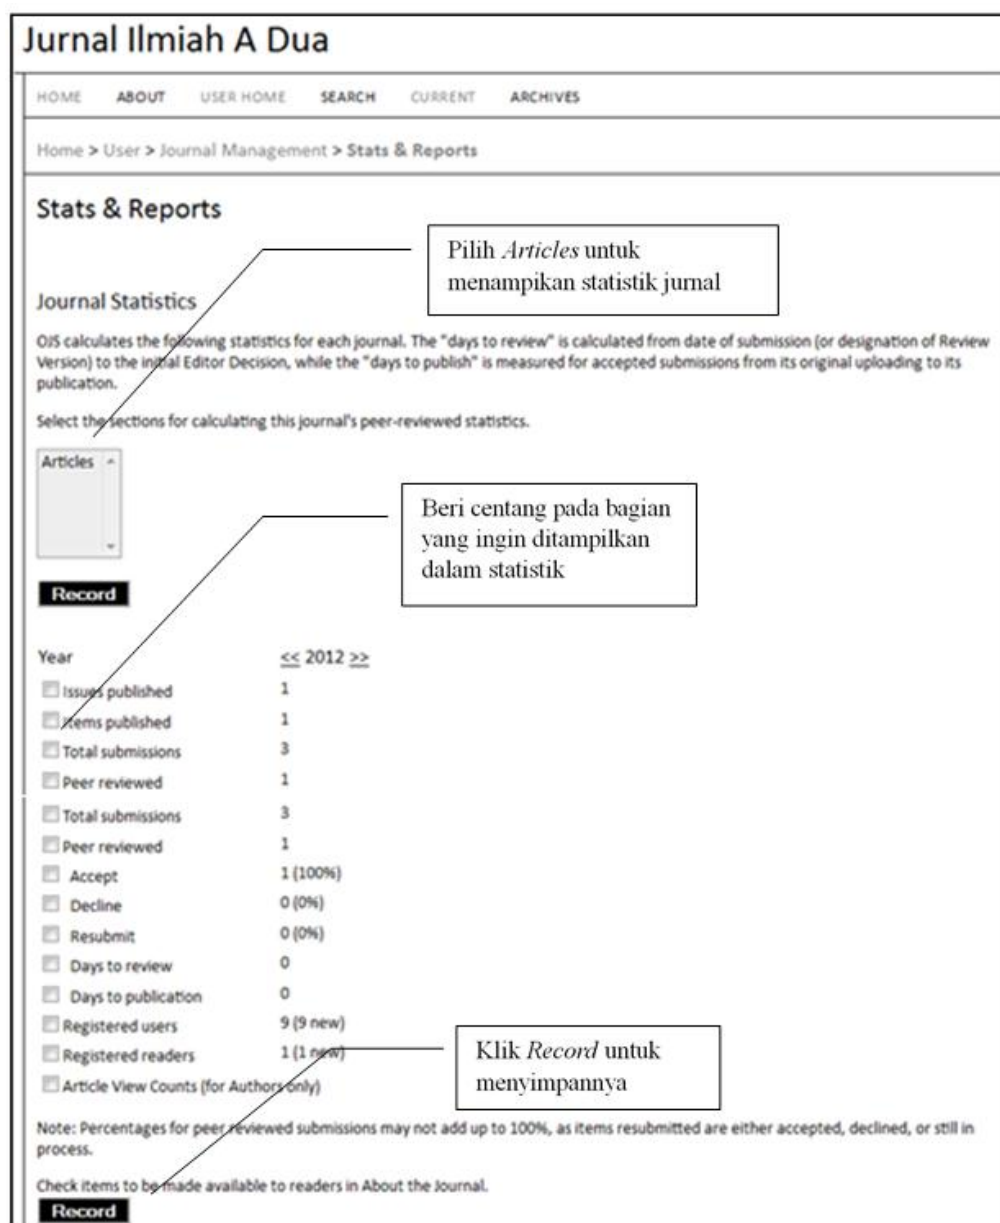 Jurnal Ilmiah A Dua
HOME ABOUT USER HOME SEARCH CURRENT ARCHIVES
Home > User > Journal Management > Stats & Reports
Stats & Reports
Pilih Articles untuk
menampikan statistik jurnal
Journal Statistics
OJS calculates the following statistics for each journal. The "days to review" is calculated from date of submission (or designation of Review
Version) to the initial Editor Decision, while the "days to publish" is measured for accepted submissions from its original uploading to its
publication.
Select the sections for calculating this journal's peer-reviewed statistics.
Articles
Beri centang pada bagian
yang ingin ditampilkan
dalam statistik
Record
Year << 2012 >>
Issues published 1
Items published 1
Total submissions 3
Peer reviewed 1
Total submissions 3
Peer reviewed 1
Accept 1 (100%)
Decline 0 (0%)
Resubmit 0 (0%)
Days to review 0
Days to publication 0
Registered users 9 (9 new)
Registered readers 1 (1 new)
Klik Record untuk
menyimpannya
Article View Counts (for Authors only)
Note: Percentages for peer reviewed submissions may not add up to 100%, as items resubmitted are either accepted, declined, or still in
process.
Check items to be made available to readers in About the Journal.
Record